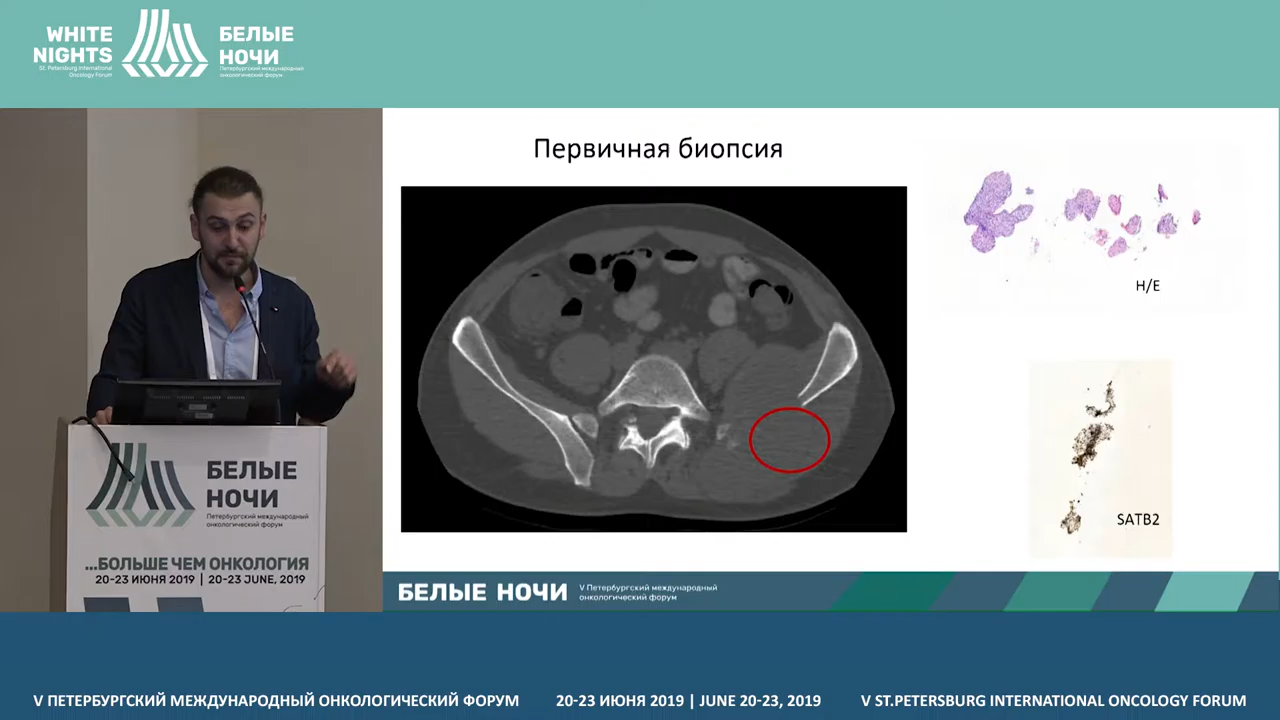 WHITE
NIGHTS
St. Petersburg International
Oncology Forum
БЕЛЫЕ
НОЧИ
Петербургский международный
онкологический форум
Первичная биопсия
H/E
SATB2
БЕЛЫЕ
НОЧИ
Петербургский международный
онкологический форум
...БОЛЬШЕ ЧЕМ ОНКОЛОГИЯ
20-23 ИЮНЯ 2019 | 20-23 JUNE, 2019
БЕЛЫЕ НОЧИ
V Петербургский международный
онкологический форум
V ПЕТЕРБУРГСКИЙ МЕЖДУНАРОДНЫЙ ОНКОЛОГИЧЕСКИЙ ФОРУМ
20-23 ИЮНЯ 2019 | JUNE 20-23, 2019
V ST.PETERSBURG INTERNATIONAL ONCOLOGY FORUM